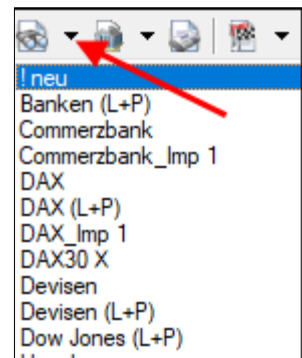 ! neu
Banken (L+P)
Commerzbank
Commerzbank_Imp 1
DAX
DAX (L+P)
DAX_Imp 1
DAX30 X
Devisen
Devisen (L+P)
Dow Jones (L+P)